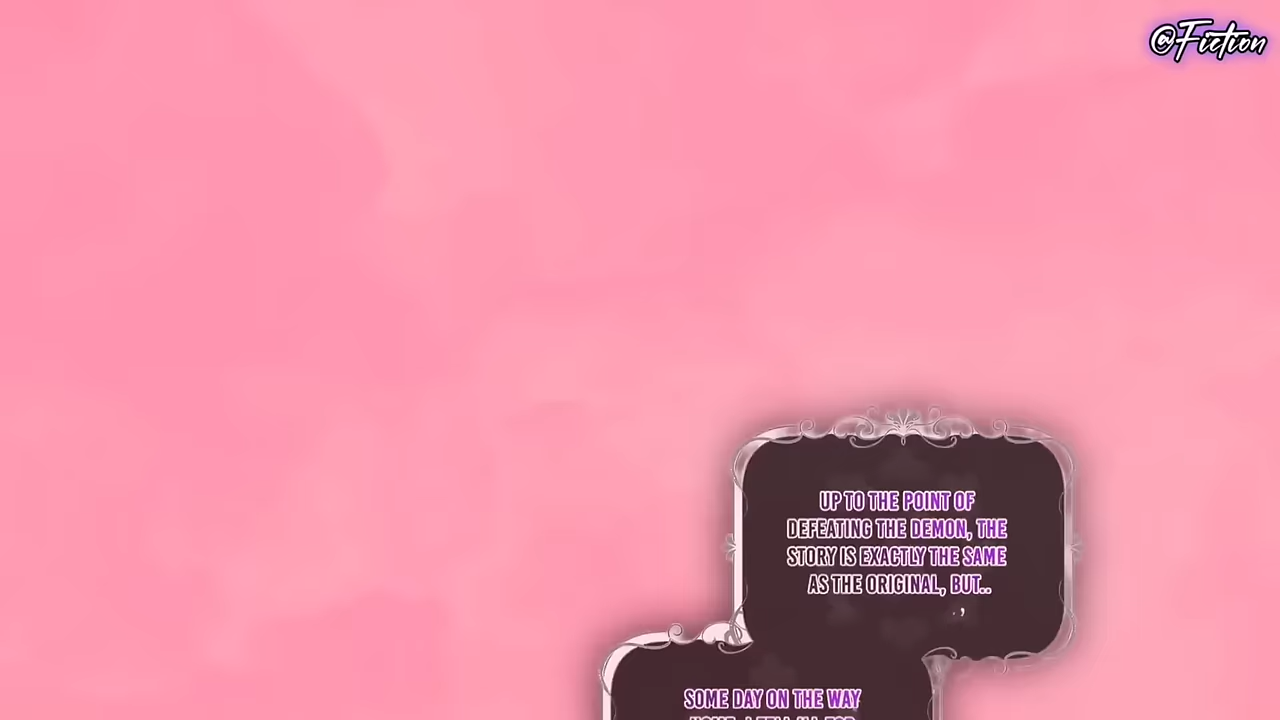 @Fiction
UP TO THE POINT OF
DEFEATING THE DEMON, THE
STORY IS EXACTLY THE SAME
AS THE ORIGINAL, BUT..
SOME DAY ON THE WAY